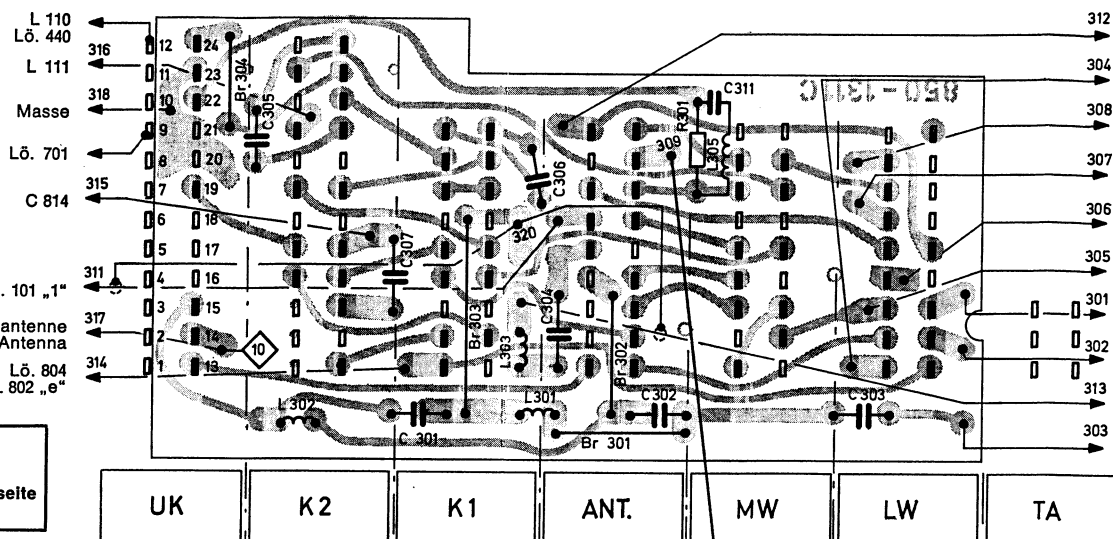 L 110
Lö. 440
316
L 111
318
Masse
Lö. 701
315
C 814
311
. 101 „1“
antenne
317
Antenna
314
Lö. 804
802 „e“
seite
12 24
11 23
10 22
9 21
8 20
7 19
6 18
5 17
4 16
3 15
2 14
1 13
Br 304
C305
C307
10
L 302
C 301
Br303
320
C306
L363
C304
L301
Br 302
C302
Br 301
309
R301
C311
L305
850-1311C
C303
312
304
308
307
306
305
301
302
313
303
UK
K2
K1
ANT.
MW
LW
TA